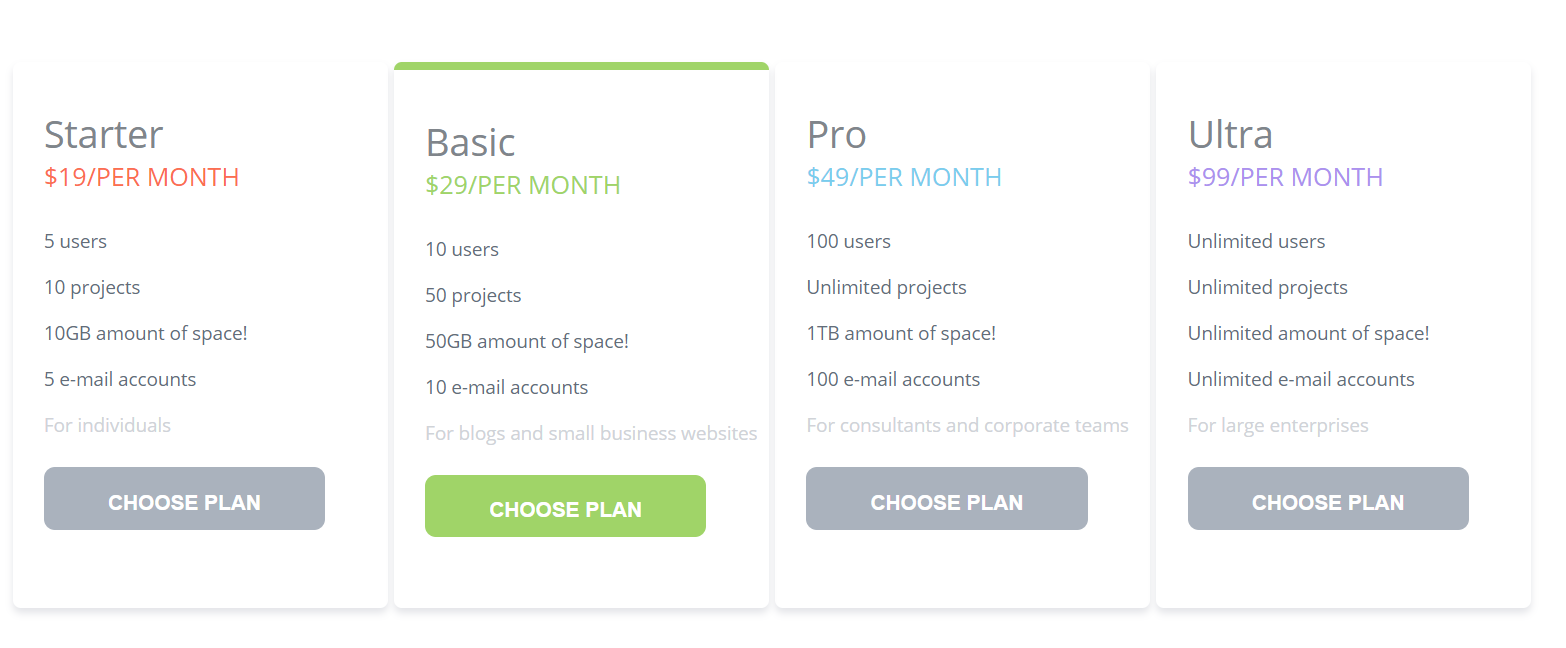 Starter
$19/PER MONTH
5 users
10 projects
10GB amount of space!
5 e-mail accounts
For individuals
CHOOSE PLAN
Basic
$29/PER MONTH
10 users
50 projects
50GB amount of space!
10 e-mail accounts
For blogs and small business websites
CHOOSE PLAN
Pro
$49/PER MONTH
100 users
Unlimited projects
1TB amount of space!
100 e-mail accounts
For consultants and corporate teams
CHOOSE PLAN
Ultra
$99/PER MONTH
Unlimited users
Unlimited projects
Unlimited amount of space!
Unlimited e-mail accounts
For large enterprises
CHOOSE PLAN